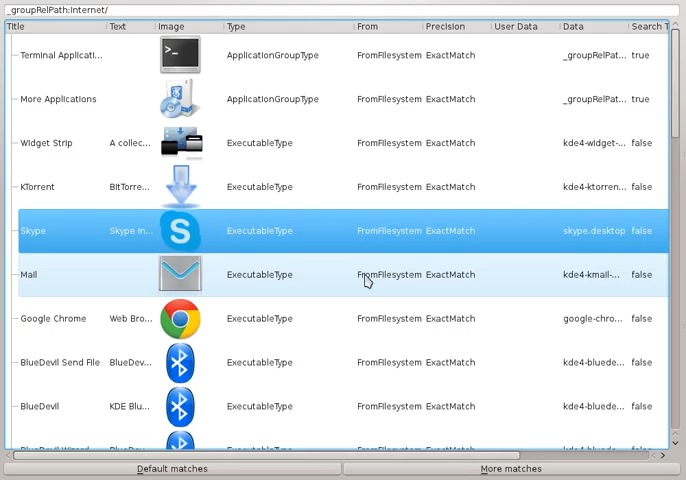 _groupRelPath:Internet/
Title Text Image Type From Precision User Data Data Search T
Terminal Applicati... ApplicationGroupType FromFilesystem ExactMatch _groupRelPat... true
More Applications ApplicationGroupType FromFilesystem ExactMatch _groupRelPat... true
Widget Strip A collec... ExecutableType FromFilesystem ExactMatch kde4-widget-... false
KTorrent BitTorre... ExecutableType FromFilesystem ExactMatch kde4-ktorren... false
Skype Skype In... ExecutableType FromFilesystem ExactMatch skype.desktop false
Mail ExecutableType FromFilesystem ExactMatch kde4-kmail-... false
Google Chrome Web Bro... ExecutableType FromFilesystem ExactMatch google-chro... false
BlueDevil Send File BlueDev... ExecutableType FromFilesystem ExactMatch kde4-bluede... false
BlueDevil KDE Blu... ExecutableType FromFilesystem ExactMatch kde4-bluede... false
Default matches More matches